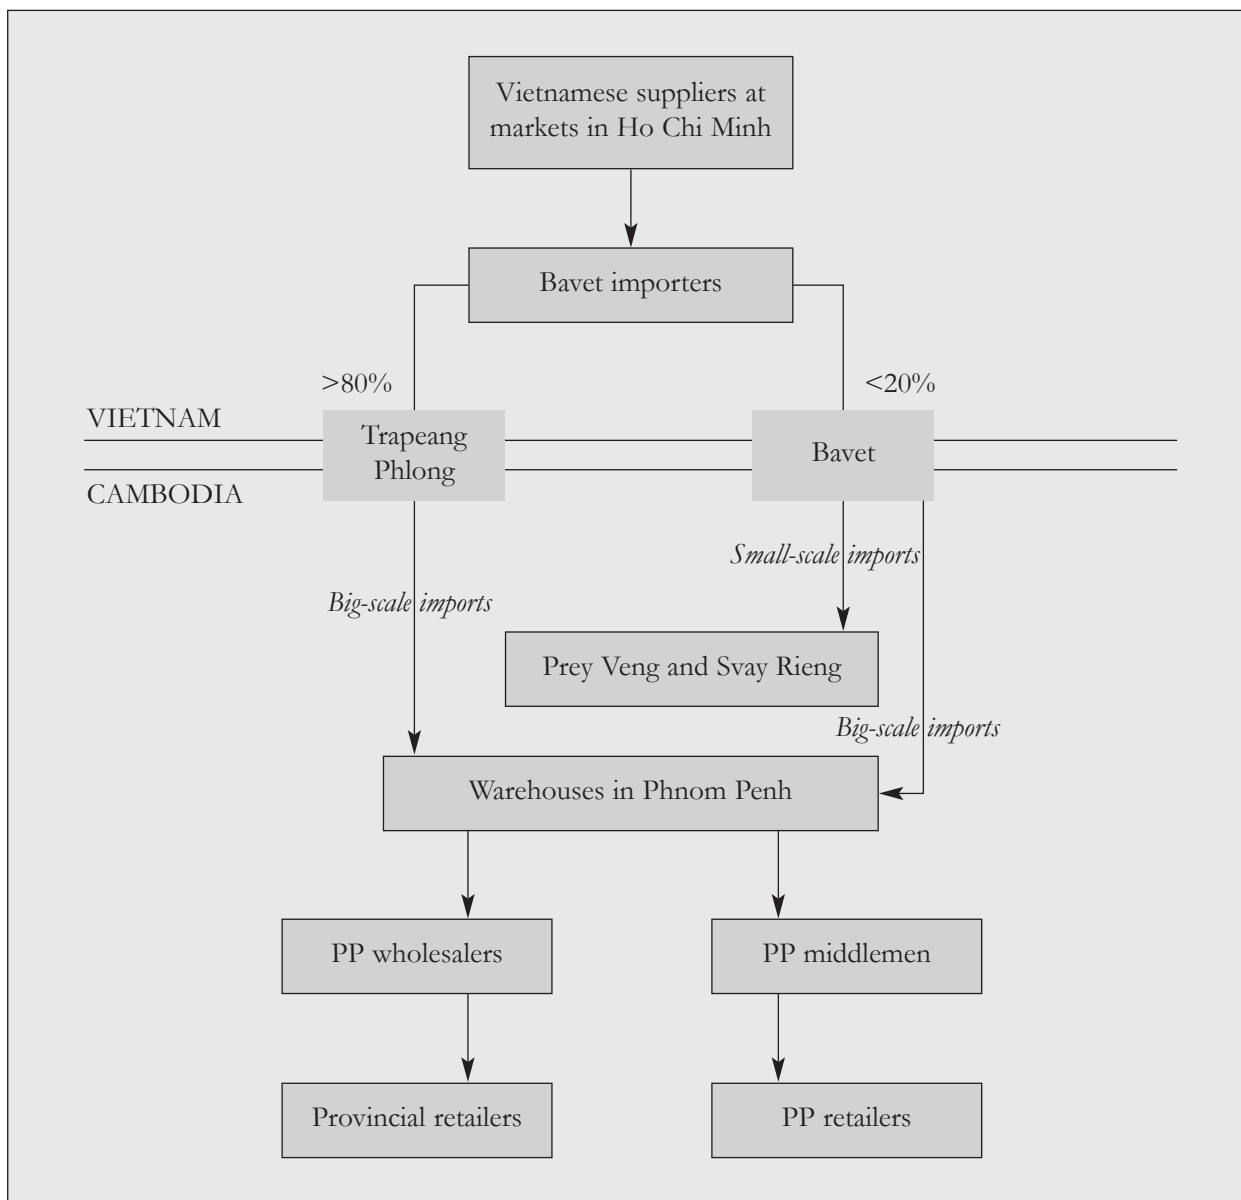 Vietnamese suppliers at
markets in Ho Chi Minh
Bavet importers
>80%
<20%
VIETNAM
Trapeang
Phlong
Bavet
CAMBODIA
Small-scale imports
Big-scale imports
Prey Veng and Svay Rieng
Big-scale imports
Warehouses in Phnom Penh
PP wholesalers
PP middlemen
Provincial retailers
PP retailers